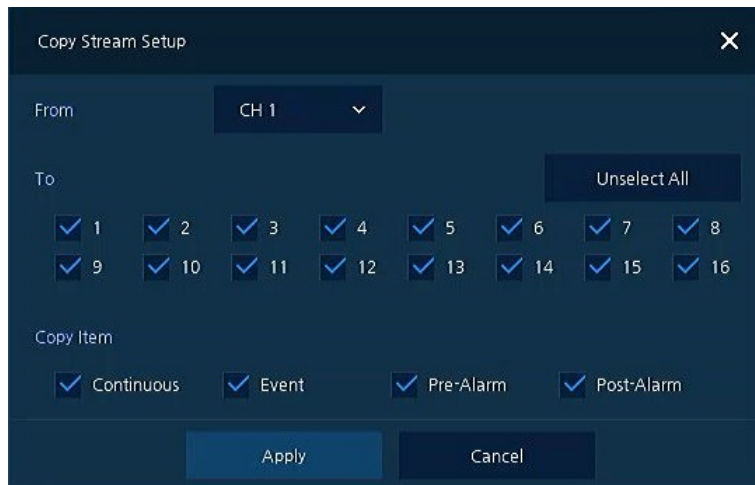 Copy Stream Setup
From CH 1
To Unselect All
1 2 3 4 5 6 7 8
9 10 11 12 13 14 15 16
Copy Item
Continuous Event Pre-Alarm Post-Alarm
Apply Cancel